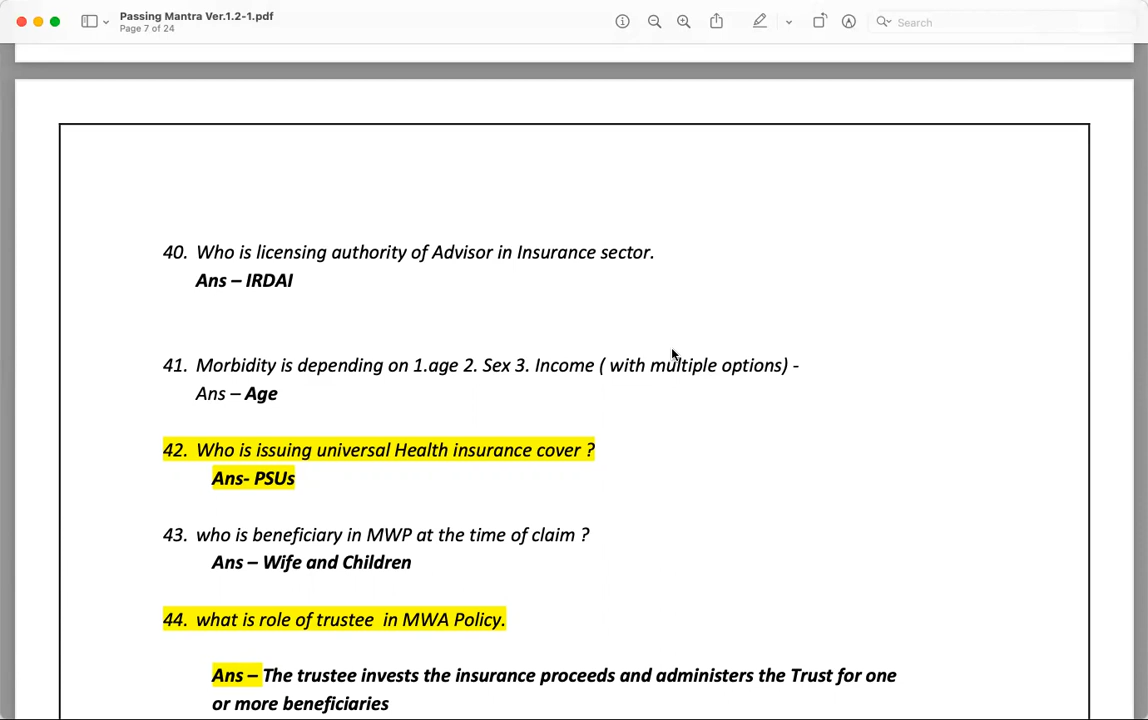 Passing Mantra Ver.1.2-1.pdf
Page 7 of 24
Search
40. Who is licensing authority of Advisor in Insurance sector.
Ans – IRDAI
41. Morbidity is depending on 1.age 2. Sex 3. Income ( with multiple options) -
Ans – Age
42. Who is issuing universal Health insurance cover ?
Ans- PSUs
43. who is beneficiary in MWP at the time of claim ?
Ans – Wife and Children
44. what is role of trustee in MWA Policy.
Ans – The trustee invests the insurance proceeds and administers the Trust for one
or more beneficiaries